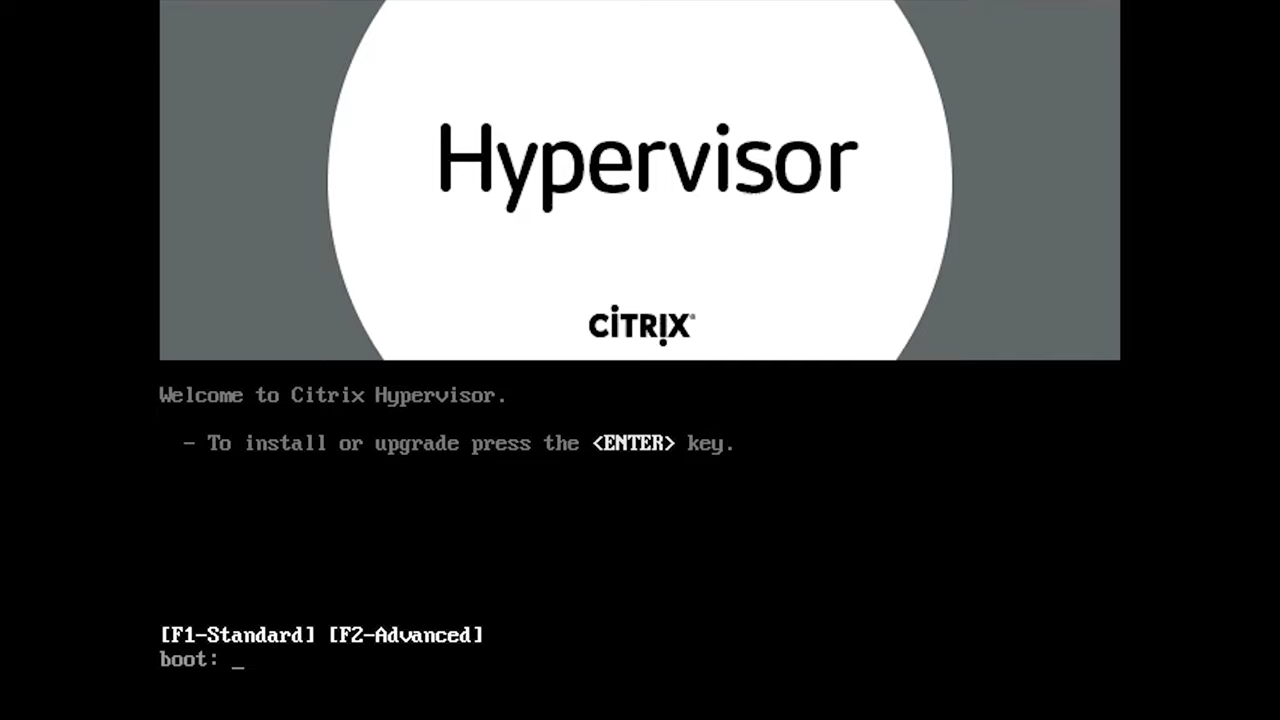 Hypervisor
CITRIX
Welcome to Citrix Hypervisor.
- To install or upgrade press the <ENTER> key.
[F1-Standard] [F2-Advanced]
boot: _